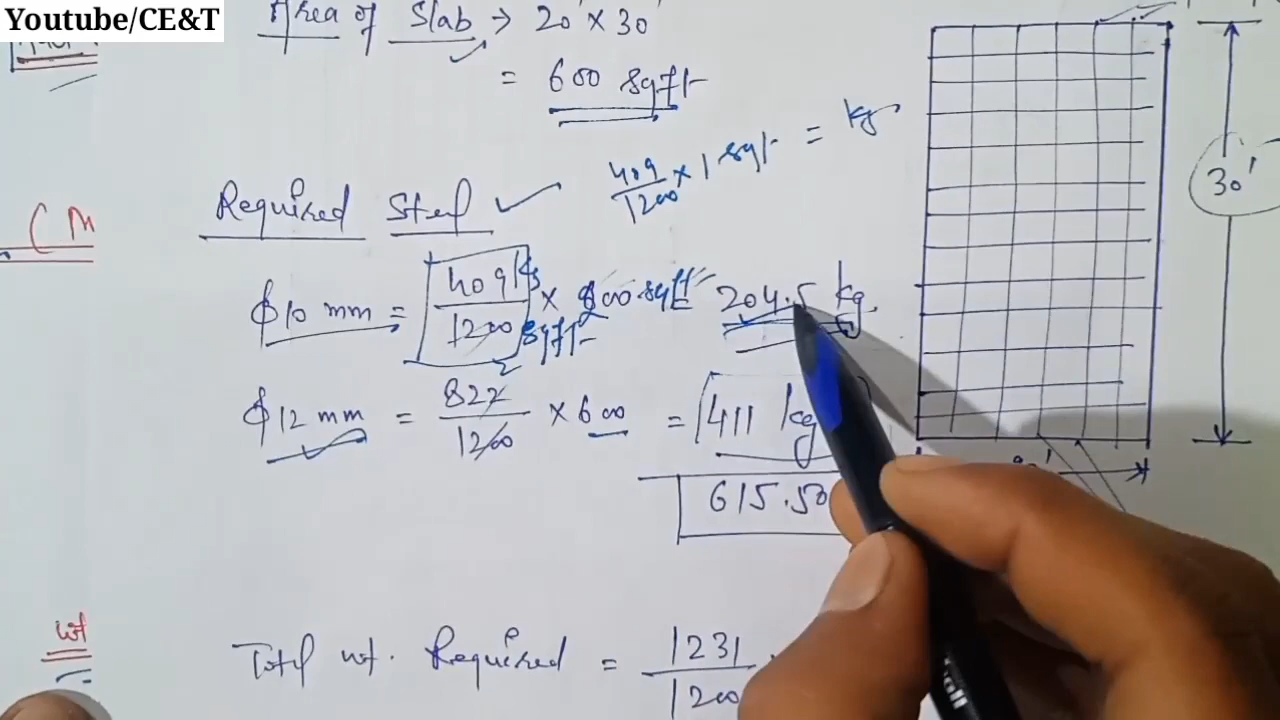 Youtube/CE&T
Area of Slab → 20' × 30'
= 600 sqft
409/1200 × 1 sqft = kg
30'
Required Steel
ϕ10 mm = 409 kgs/1200 sqft × 600 sqft 204.5 kg.
ϕ12 mm = 822/1200 × 600 = 411 kg
615.50
wt
Total wt. Required = 1231/1200